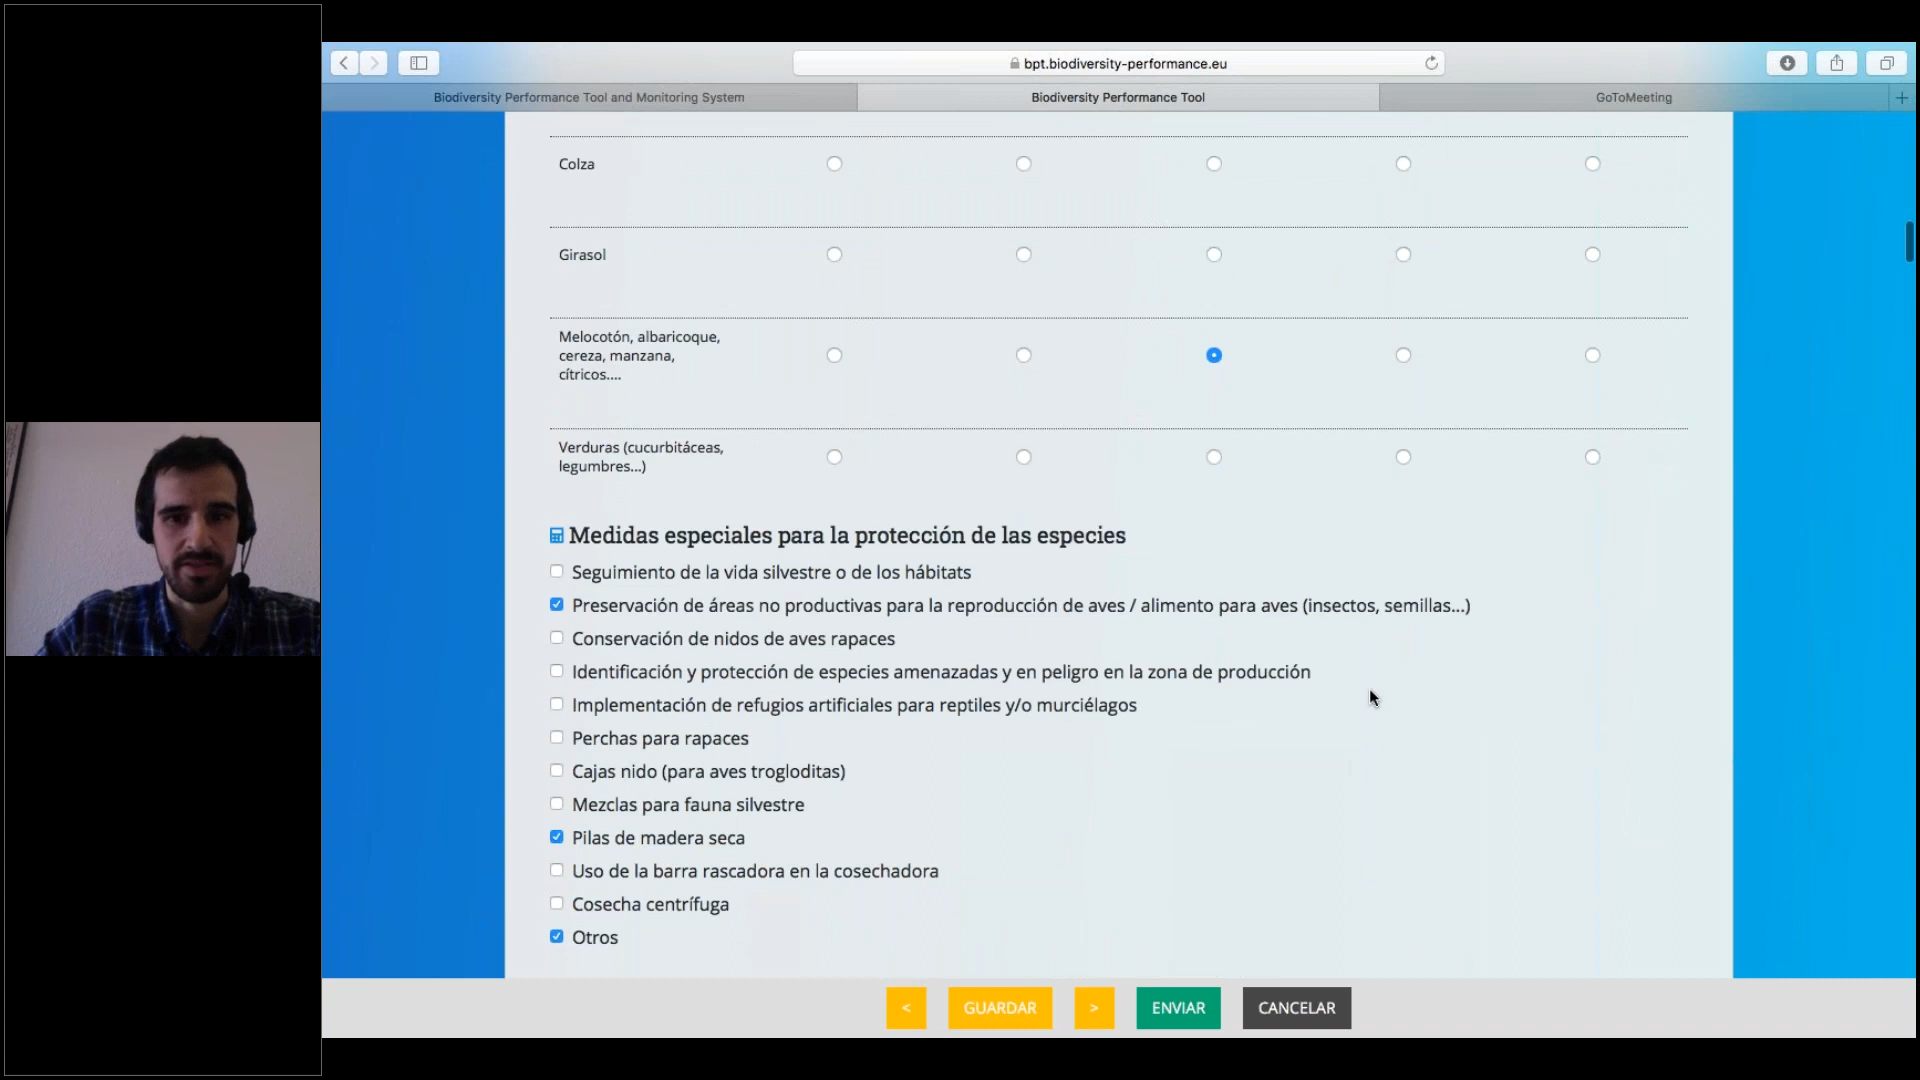 bpt.biodiversity-performance.eu
Biodiversity Performance Tool and Monitoring System
Biodiversity Performance Tool
GoToMeeting
Colza
Girasol
Melocotón, albaricoque,
cereza, manzana,
cítricos....
Verduras (cucurbitáceas,
legumbres...)
Medidas especiales para la protección de las especies
Seguimiento de la vida silvestre o de los hábitats
Preservación de áreas no productivas para la reproducción de aves / alimento para aves (insectos, semillas...)
Conservación de nidos de aves rapaces
Identificación y protección de especies amenazadas y en peligro en la zona de producción
Implementación de refugios artificiales para reptiles y/o murciélagos
Perchas para rapaces
Cajas nido (para aves trogloditas)
Mezclas para fauna silvestre
Pilas de madera seca
Uso de la barra rascadora en la cosechadora
Cosecha centrífuga
Otros
< GUARDAR > ENVIAR CANCELAR